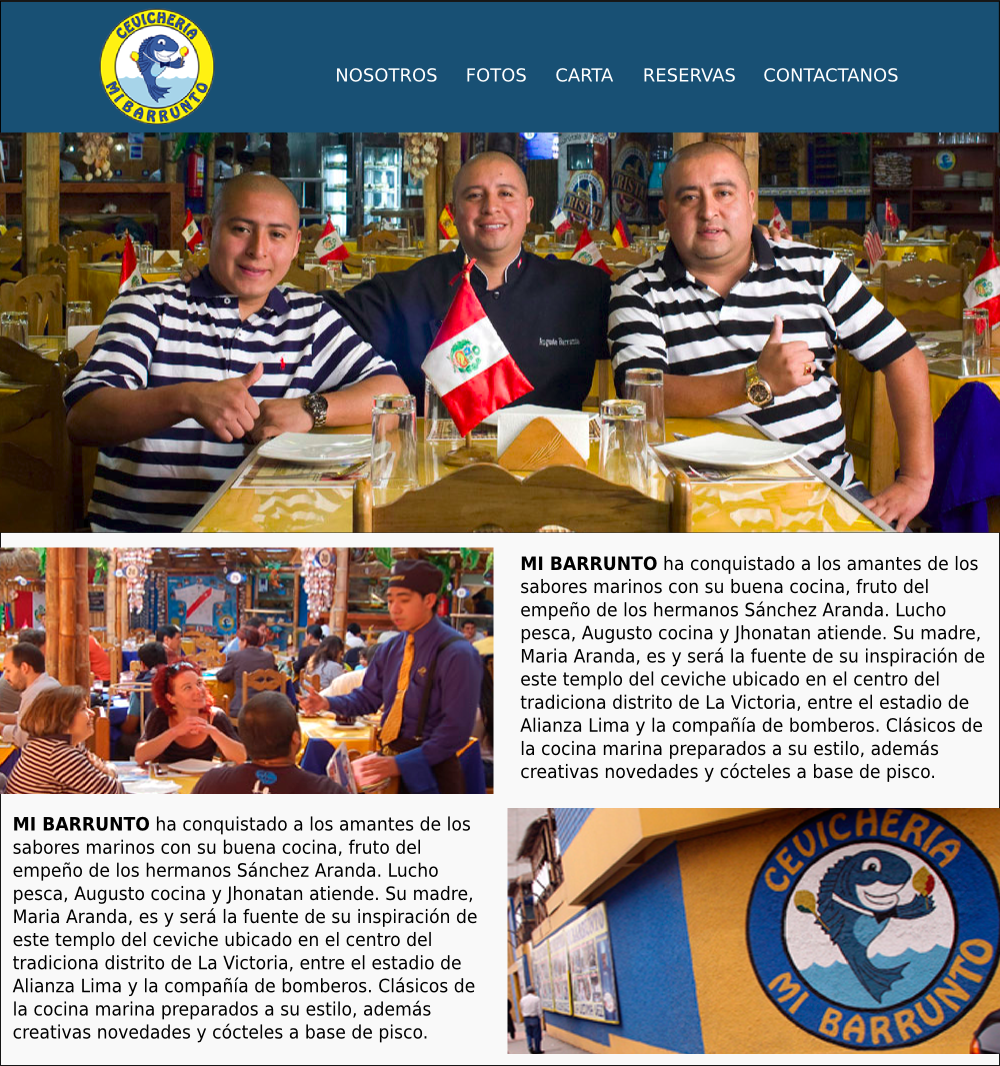 CEVICHERIA
MI BARRUNTO
NOSOTROS FOTOS CARTA RESERVAS CONTACTANOS
CRISTAL
Augusto Barrunto
MI BARRUNTO ha conquistado a los amantes de los
sabores marinos con su buena cocina, fruto del
empeño de los hermanos Sánchez Aranda. Lucho
pesca, Augusto cocina y Jhonatan atiende. Su madre,
Maria Aranda, es y será la fuente de su inspiración de
este templo del ceviche ubicado en el centro del
tradiciona distrito de La Victoria, entre el estadio de
Alianza Lima y la compañía de bomberos. Clásicos de
la cocina marina preparados a su estilo, además
creativas novedades y cócteles a base de pisco.
MI BARRUNTO ha conquistado a los amantes de los
sabores marinos con su buena cocina, fruto del
empeño de los hermanos Sánchez Aranda. Lucho
pesca, Augusto cocina y Jhonatan atiende. Su madre,
Maria Aranda, es y será la fuente de su inspiración de
este templo del ceviche ubicado en el centro del
tradiciona distrito de La Victoria, entre el estadio de
Alianza Lima y la compañía de bomberos. Clásicos de
la cocina marina preparados a su estilo, además
creativas novedades y cócteles a base de pisco.
CEVICHERIA
MI BARRUNTO